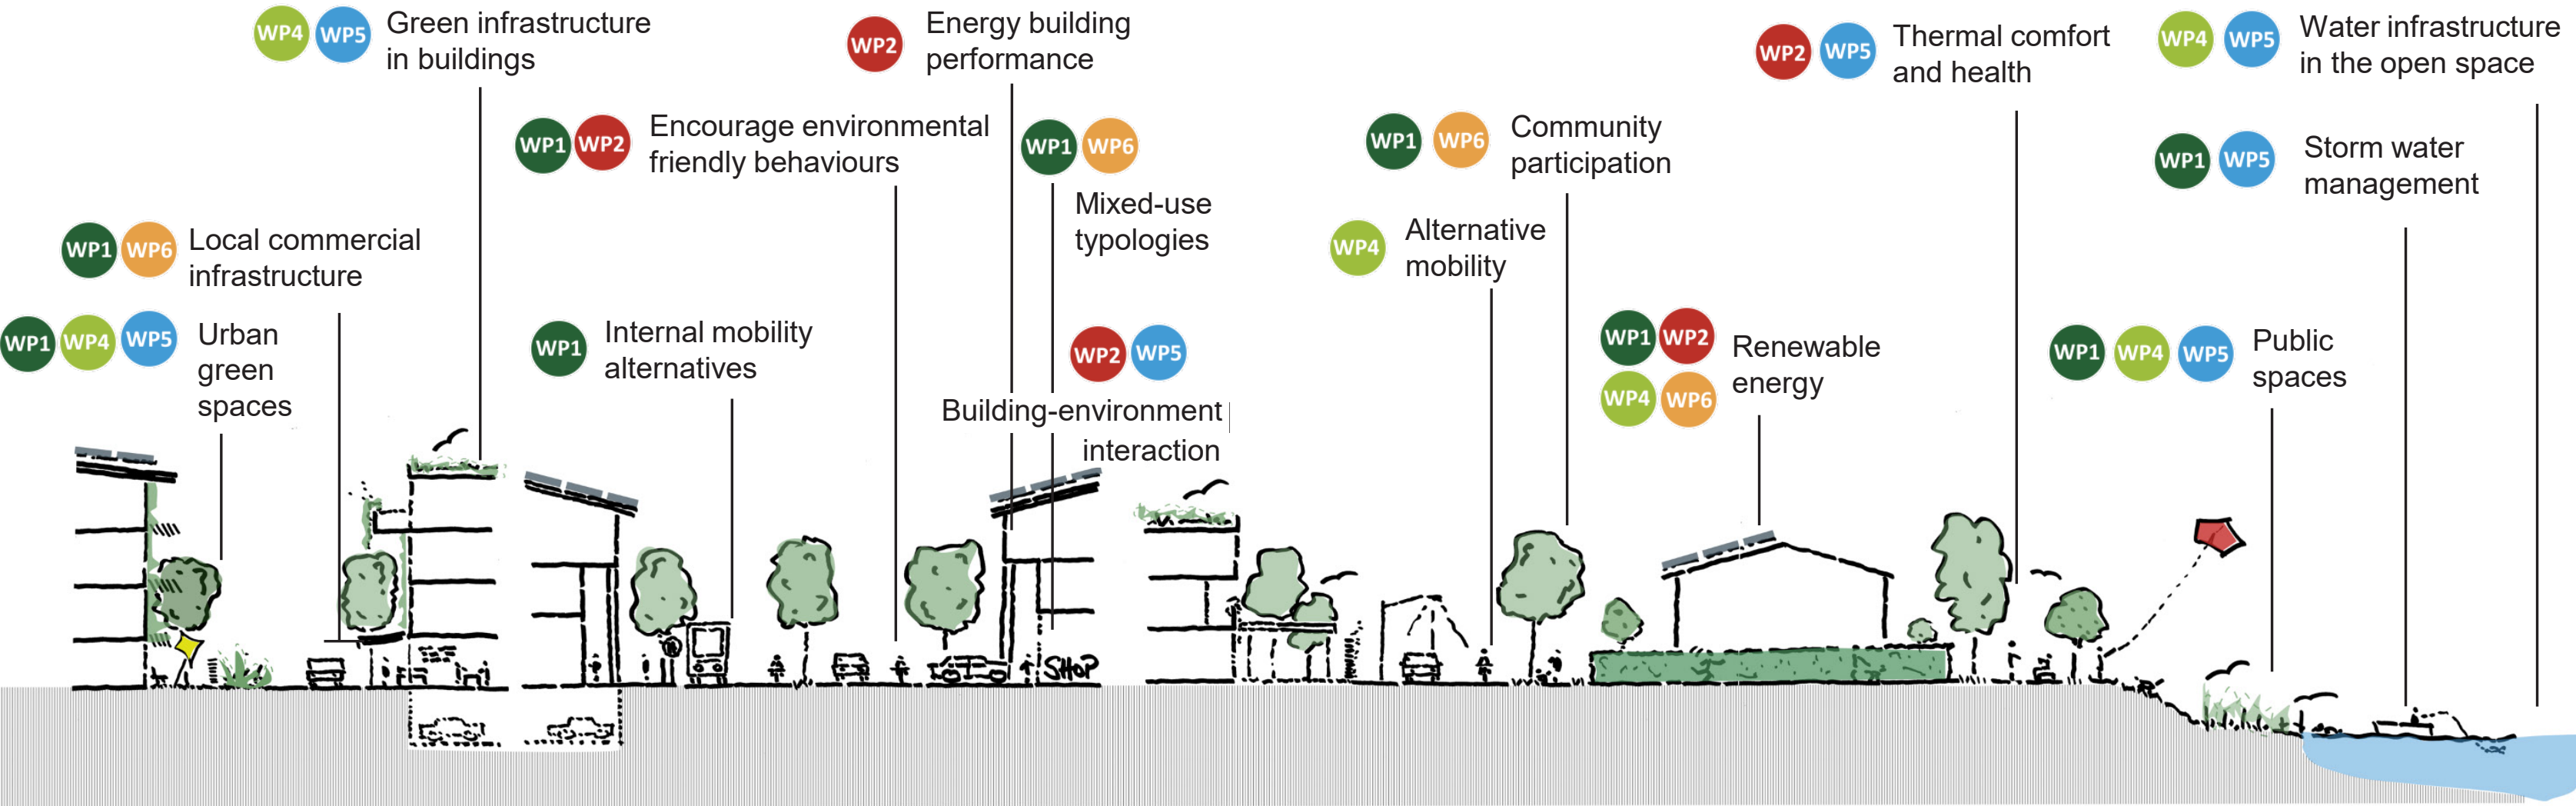 WP4 WP5 Green infrastructure
in buildings
WP2 Energy building
performance
WP2 WP5 Thermal comfort
and health
WP4 WP5 Water infrastructure
in the open space
WP1 WP2 Encourage environmental
friendly behaviours
WP1 WP6
Mixed-use
typologies
WP1 WP6 Community
participation
WP1 WP5 Storm water
management
WP1 WP6 Local commercial
infrastructure
WP4 Alternative
mobility
WP1 WP4 WP5 Urban
green
spaces
WP1 Internal mobility
alternatives
WP2 WP5
Building-environment
interaction
WP1 WP2
WP4 WP6
Renewable
energy
WP1 WP4 WP5 Public
spaces
SHOP